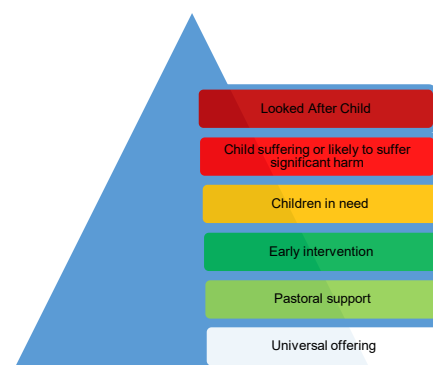 Looked After Child
Child suffering or likely to suffer
significant harm
Children in need
Early intervention
Pastoral support
Universal offering